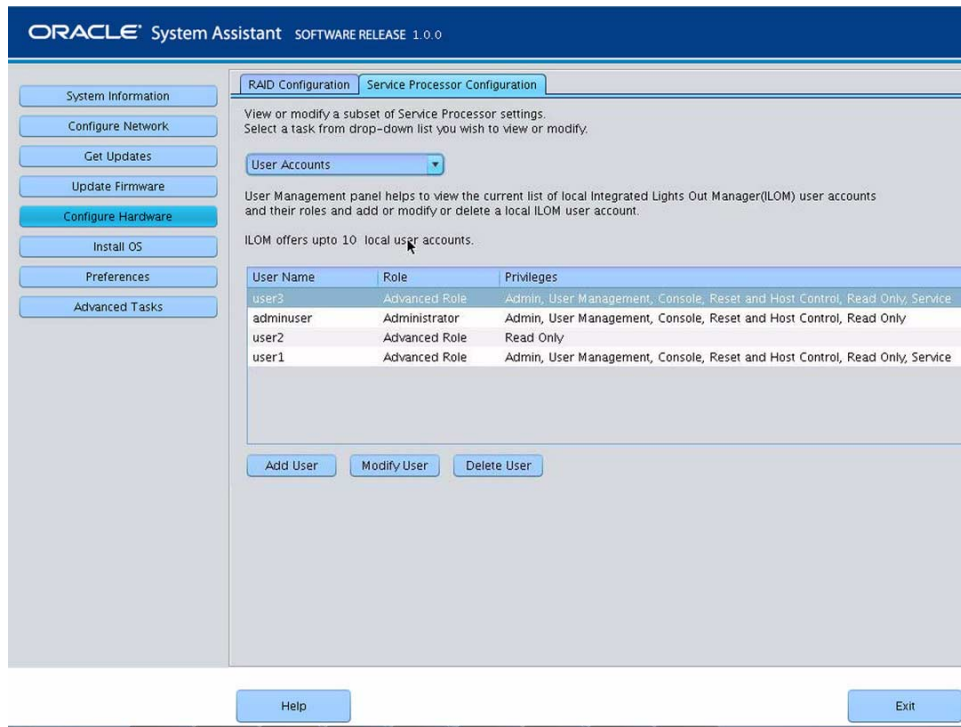 ORACLE® System Assistant SOFTWARE RELEASE 1.0.0
System Information
Configure Network
Get Updates
Update Firmware
Configure Hardware
Install OS
Preferences
Advanced Tasks
RAID Configuration Service Processor Configuration
View or modify a subset of Service Processor settings.
Select a task from drop-down list you wish to view or modify.
User Accounts
User Management panel helps to view the current list of local Integrated Lights Out Manager(ILOM) user accounts
and their roles and add or modify or delete a local ILOM user account.
ILOM offers upto 10 local user accounts.
User Name Role Privileges
user3 Advanced Role Admin, User Management, Console, Reset and Host Control, Read Only, Service
adminuser Administrator Admin, User Management, Console, Reset and Host Control, Read Only
user2 Advanced Role Read Only
user1 Advanced Role Admin, User Management, Console, Reset and Host Control, Read Only, Service
Add User Modify User Delete User
Help Exit